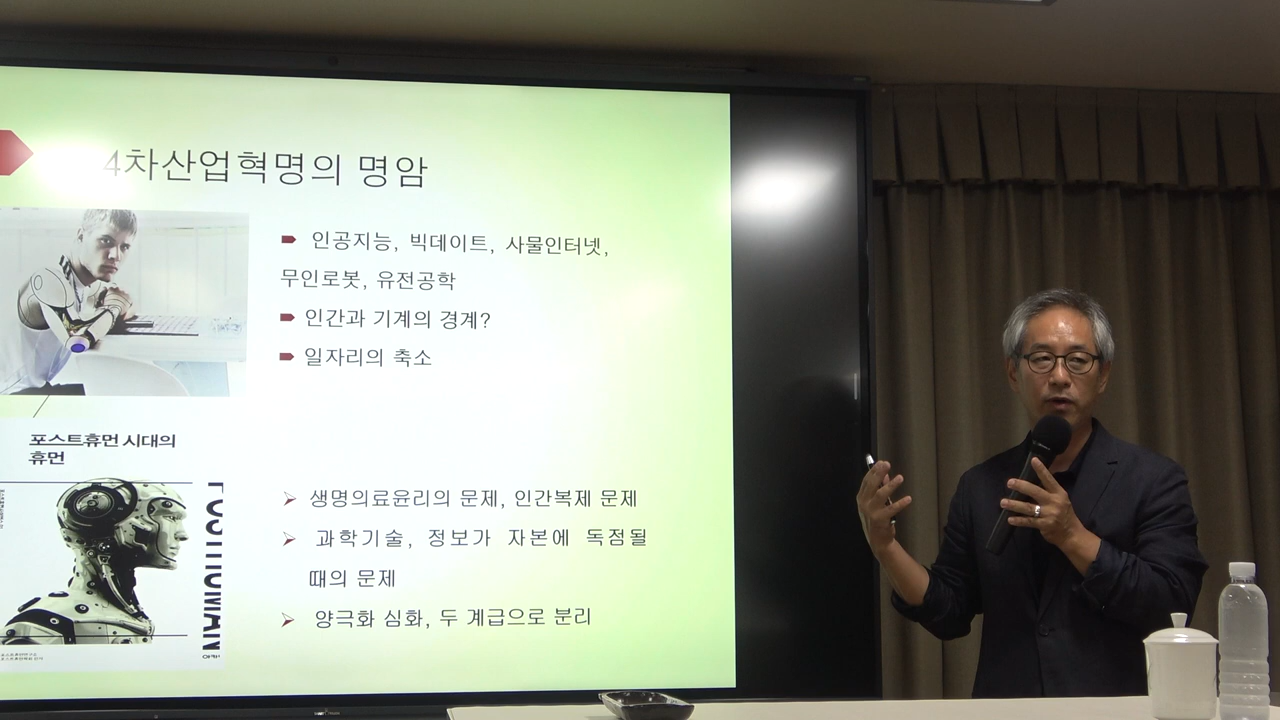 4차산업혁명의 명암
인공지능, 빅데이트, 사물인터넷,
무인로봇, 유전공학
인간과 기계의 경계?
일자리의 축소
포스트휴먼 시대의
휴먼
POSTHUMAN
생명의료윤리의 문제, 인간복제 문제
과학기술, 정보가 자본에 독점될
때의 문제
양극화 심화, 두 계급으로 분리